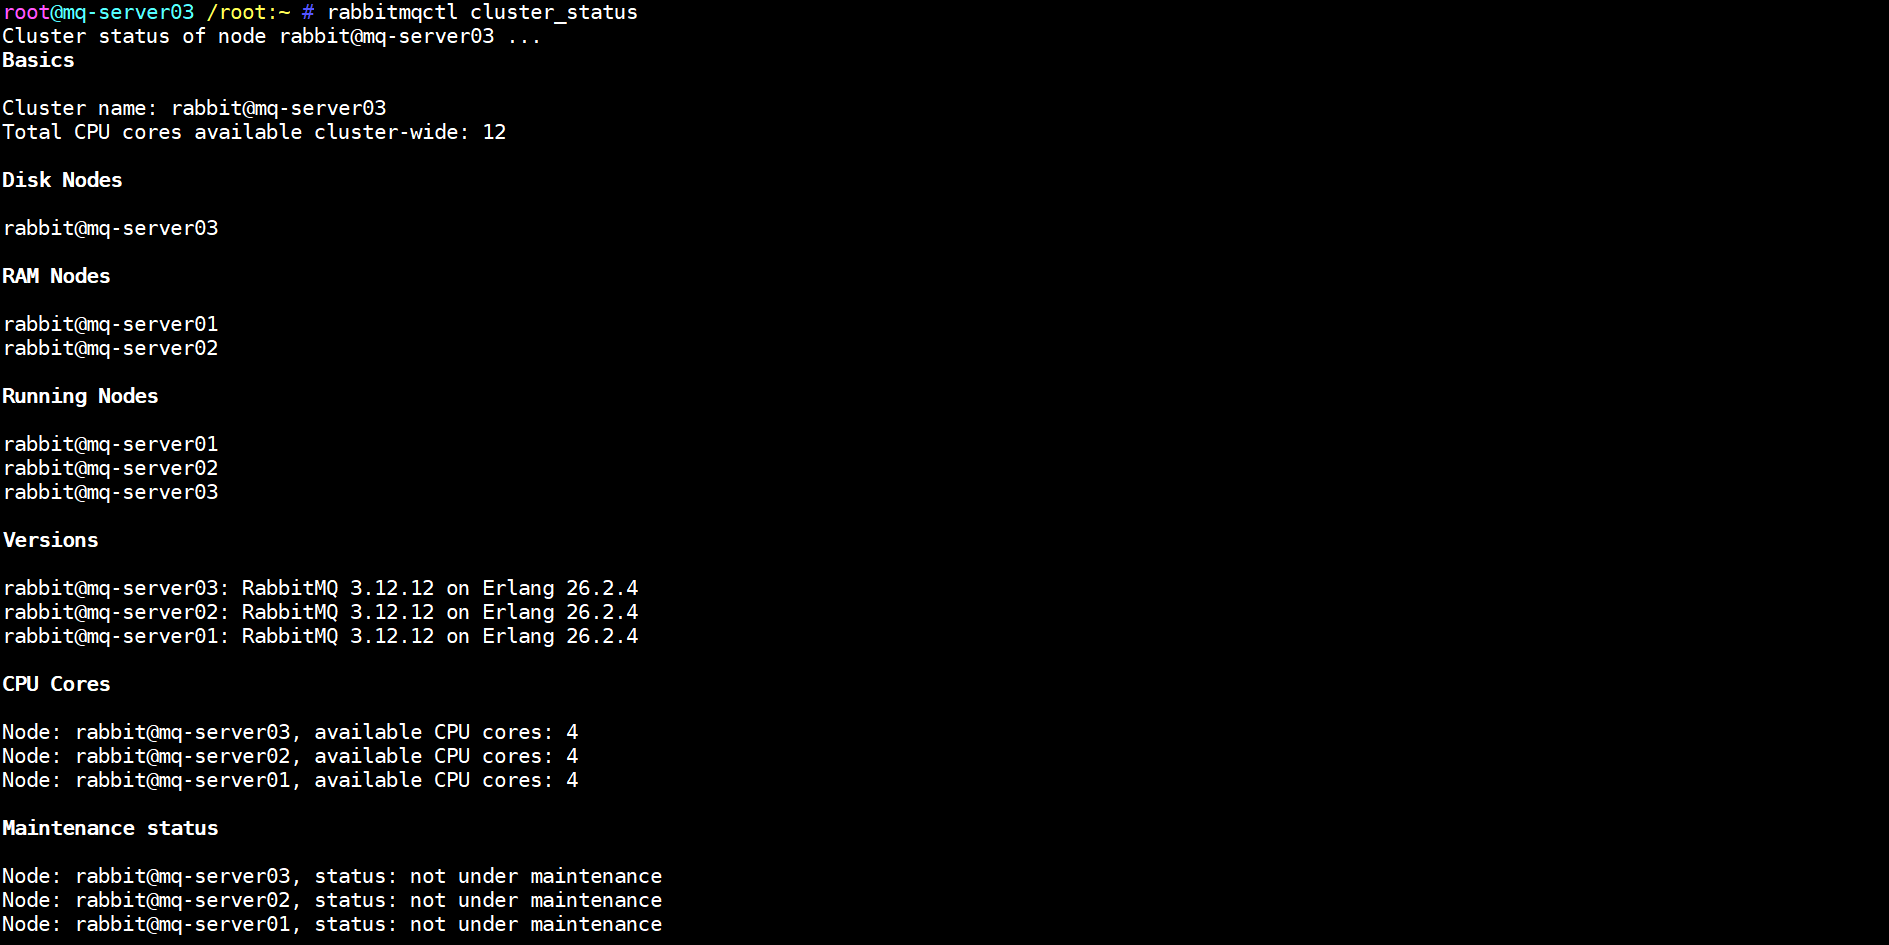 root@mq-server03 /root:~ # rabbitmqctl cluster_status
Cluster status of node rabbit@mq-server03 ...
Basics
Cluster name: rabbit@mq-server03
Total CPU cores available cluster-wide: 12
Disk Nodes
rabbit@mq-server03
RAM Nodes
rabbit@mq-server01
rabbit@mq-server02
Running Nodes
rabbit@mq-server01
rabbit@mq-server02
rabbit@mq-server03
Versions
rabbit@mq-server03: RabbitMQ 3.12.12 on Erlang 26.2.4
rabbit@mq-server02: RabbitMQ 3.12.12 on Erlang 26.2.4
rabbit@mq-server01: RabbitMQ 3.12.12 on Erlang 26.2.4
CPU Cores
Node: rabbit@mq-server03, available CPU cores: 4
Node: rabbit@mq-server02, available CPU cores: 4
Node: rabbit@mq-server01, available CPU cores: 4
Maintenance status
Node: rabbit@mq-server03, status: not under maintenance
Node: rabbit@mq-server02, status: not under maintenance
Node: rabbit@mq-server01, status: not under maintenance